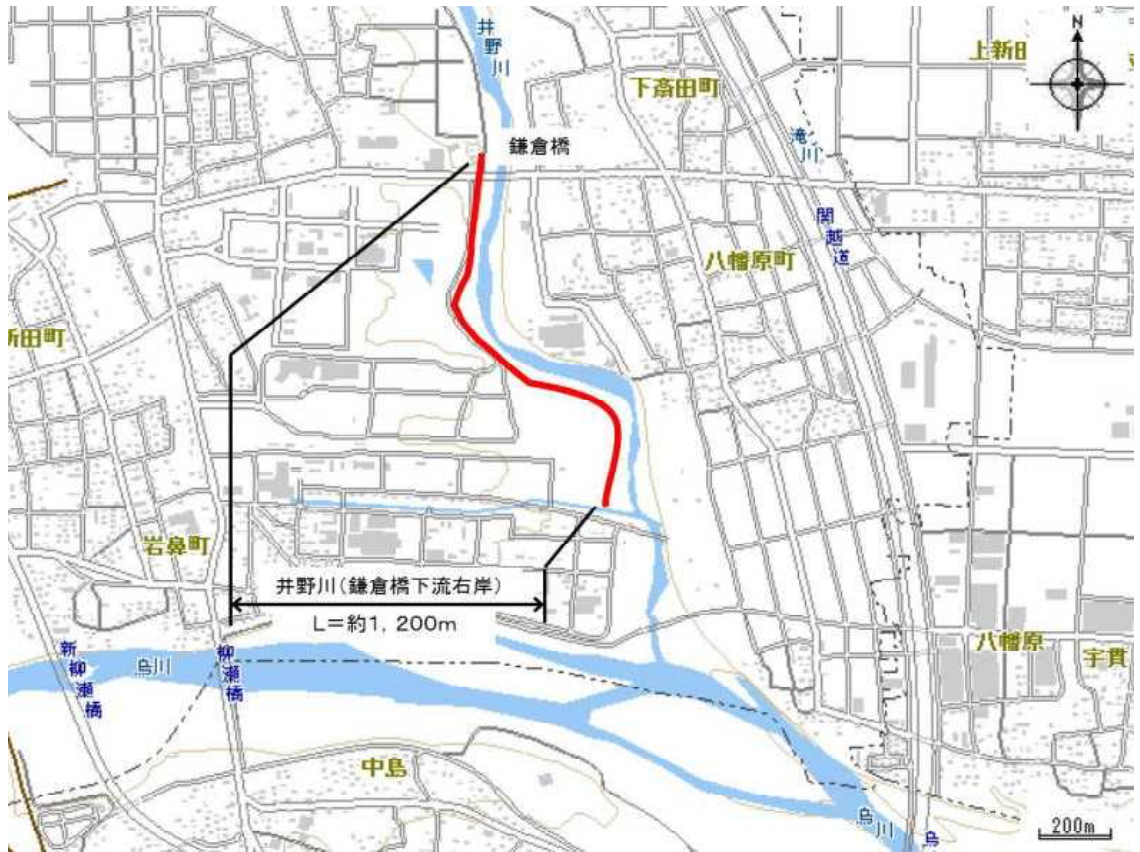 井野川
N
上新田
下斎田町
滝川
鎌倉橋
関越道
八幡原町
新田町
岩鼻町
井野川(鎌倉橋下流右岸)
L=約1,200m
新柳瀬橋
烏川
柳瀬橋
八幡原
宇貫
中島
烏川
烏
200m